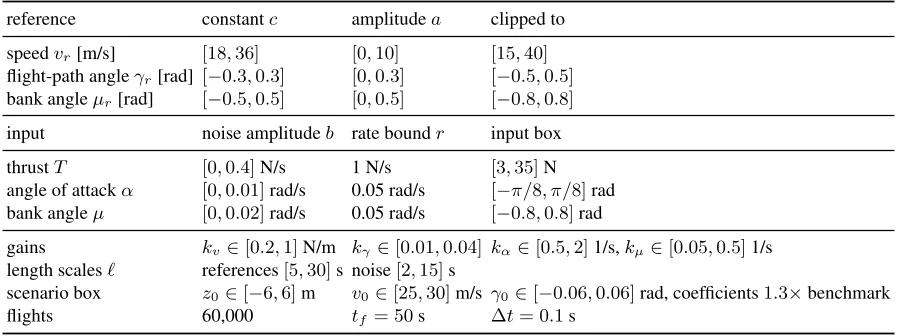 reference constant c amplitude a clipped to
speed v_r [m/s] [18, 36] [0, 10] [15, 40]
flight-path angle γ_r [rad] [−0.3, 0.3] [0, 0.3] [−0.5, 0.5]
bank angle μ_r [rad] [−0.5, 0.5] [0, 0.5] [−0.8, 0.8]
input noise amplitude b rate bound r input box
thrust T [0, 0.4] N/s 1 N/s [3, 35] N
angle of attack α [0, 0.01] rad/s 0.05 rad/s [−π/8, π/8] rad
bank angle μ [0, 0.02] rad/s 0.05 rad/s [−0.8, 0.8] rad
gains k_v ∈ [0.2, 1] N/m k_γ ∈ [0.01, 0.04] k_α ∈ [0.5, 2] 1/s, k_μ ∈ [0.05, 0.5] 1/s
length scales ℓ references [5, 30] s noise [2, 15] s
scenario box z_0 ∈ [−6, 6] m v_0 ∈ [25, 30] m/s γ_0 ∈ [−0.06, 0.06] rad, coefficients 1.3× benchmark
flights 60,000 t_f = 50 s Δt = 0.1 s